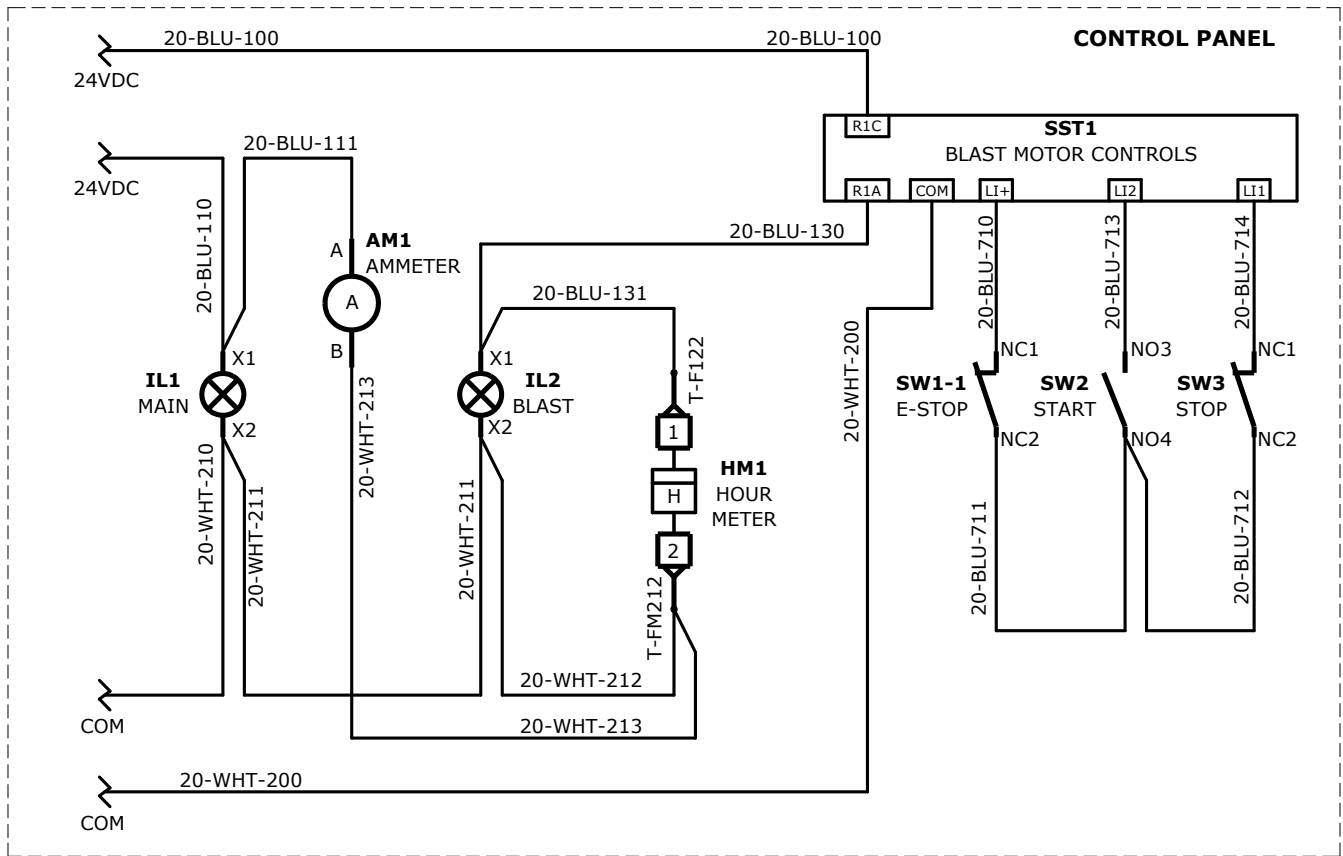 20-BLU-100
20-BLU-100
CONTROL PANEL
24VDC
R1C
SST1
BLAST MOTOR CONTROLS
20-BLU-111
24VDC
R1A
COM
LI+
LI2
LI1
20-BLU-110
20-BLU-130
20-BLU-710
20-BLU-713
20-BLU-714
A
AM1
AMMETER
A
B
20-BLU-131
20-WHT-200
T-F122
X1
IL1
MAIN
X2
X1
IL2
BLAST
X2
NC1
SW1-1
E-STOP
NC2
NO3
SW2
START
NO4
NC1
SW3
STOP
NC2
20-WHT-213
1
H
HM1
HOUR
METER
2
20-WHT-210
20-WHT-211
20-WHT-211
20-BLU-711
20-BLU-712
T-FM212
20-WHT-212
COM
20-WHT-213
20-WHT-200
COM